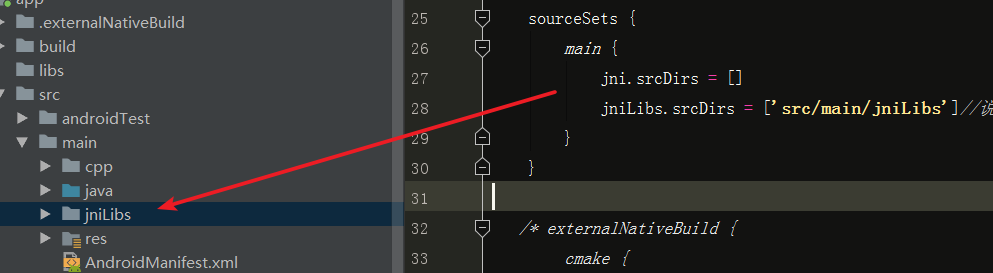 app
.externalNativeBuild
build
libs
src
androidTest
main
cpp
java
jniLibs
res
AndroidManifest.xml
25 sourceSets {
26 main {
27 jni.srcDirs = []
28 jniLibs.srcDirs = ['src/main/jniLibs']//说
29 }
30 }
31
32 /* externalNativeBuild {
33 cmake {